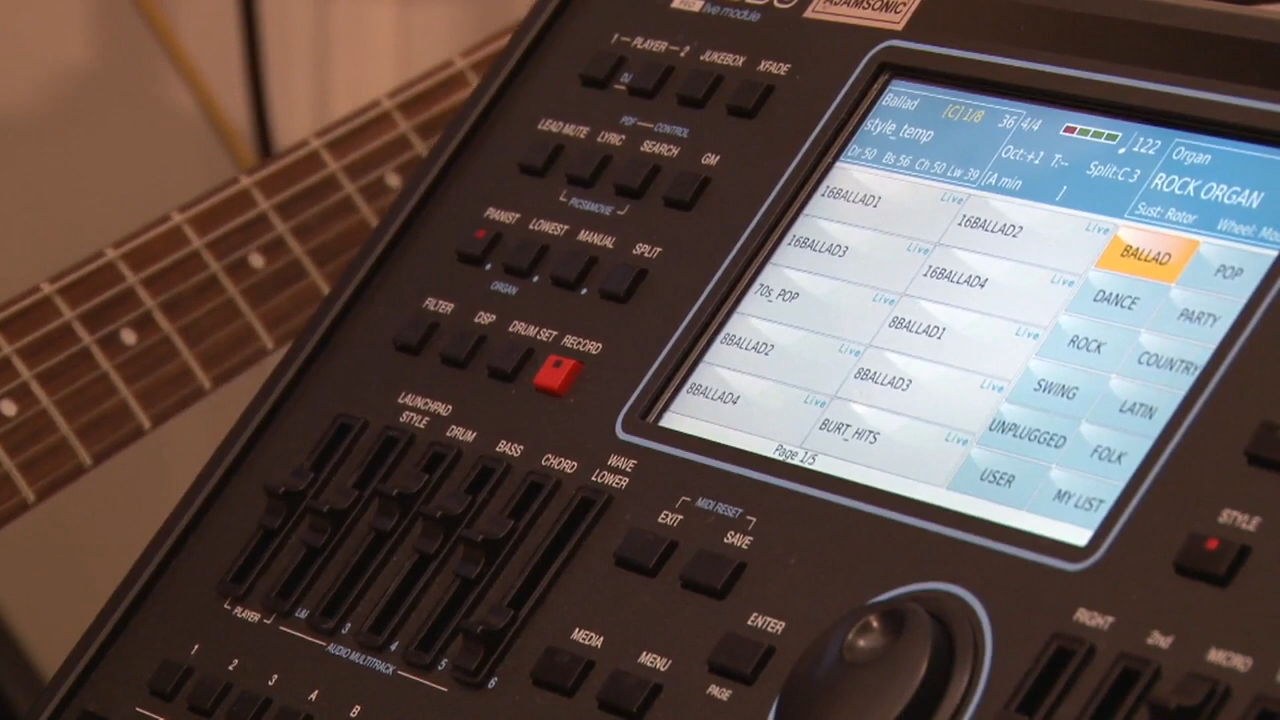 PRO live module
AJAMSONIC
1 — PLAYER — 2 JUKEBOX XFADE
DJ
PDF — CONTROL
LEAD MUTE LYRIC SEARCH GM
PICS&MOVIE
PIANIST LOWEST MANUAL SPLIT
ORGAN
FILTER DSP DRUM SET RECORD
LAUNCHPAD
STYLE DRUM BASS CHORD WAVE
LOWER
PLAYER LM 3 4 5 6
AUDIO MULTITRACK
1 2 3 A B
MIDI RESET
EXIT SAVE
ENTER
MEDIA MENU PAGE
STYLE
RIGHT 2nd MICRO
Ballad [C] 1/8 36 4/4 122
style_temp
Dr 50 Bs 56 Ch 50 Lw 39
Oct:+1 T:-- Split:C 3
[A min ]
Organ
ROCK ORGAN
Sust: Rotor Wheel:
16BALLAD1 Live
16BALLAD2 Live
16BALLAD3 Live
16BALLAD4 Live
70s_POP Live
8BALLAD1 Live
8BALLAD2 Live
8BALLAD3 Live
8BALLAD4 Live
BURT_HITS Live
Page 1/5
BALLAD POP
DANCE PARTY
ROCK COUNTRY
SWING LATIN
UNPLUGGED FOLK
USER MY LIST